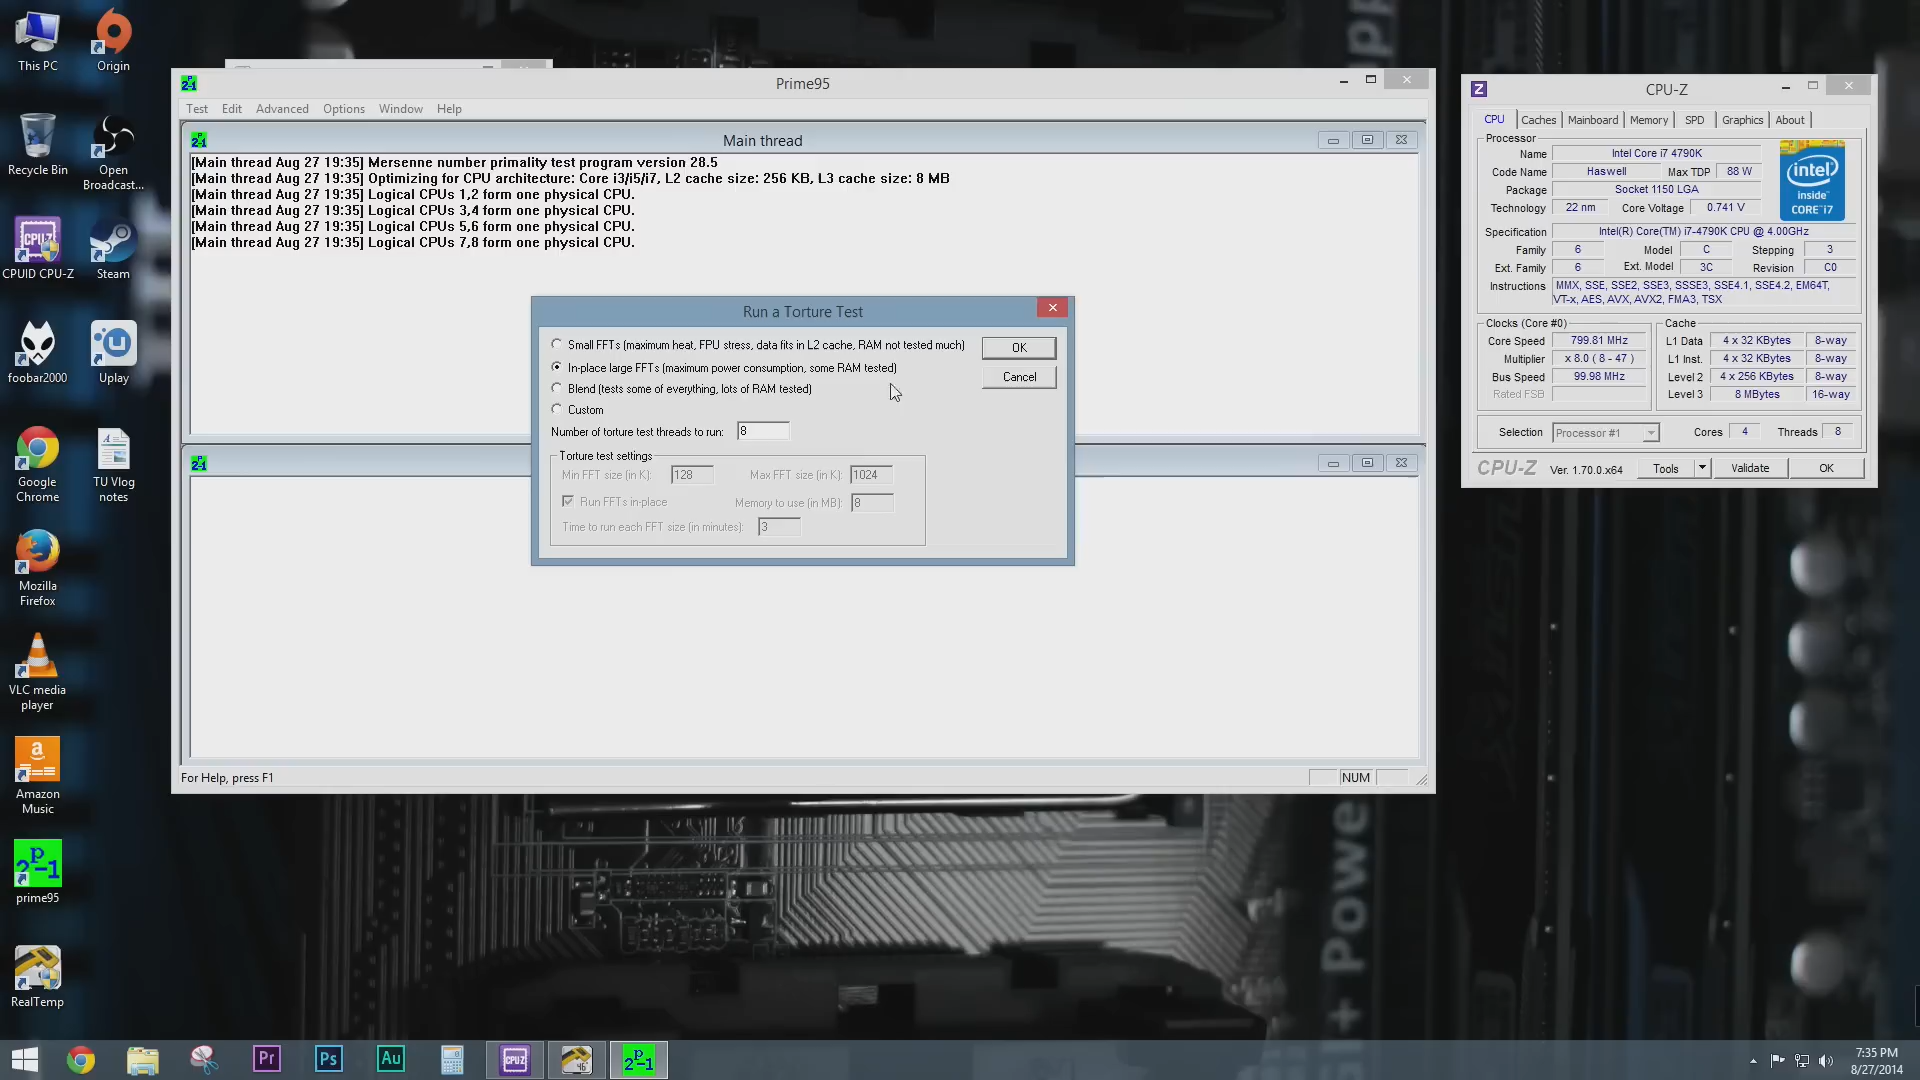 This PC
Origin
Recycle Bin
Open
Broadcast...
CPUID CPU-Z
Steam
foobar2000
Uplay
Google
Chrome
TU Vlog
notes
Mozilla
Firefox
VLC media
player
Amazon
Music
prime95
RealTemp
Prime95
Test Edit Advanced Options Window Help
Main thread
[Main thread Aug 27 19:35] Mersenne number primality test program version 28.5
[Main thread Aug 27 19:35] Optimizing for CPU architecture: Core i3/i5/i7, L2 cache size: 256 KB, L3 cache size: 8 MB
[Main thread Aug 27 19:35] Logical CPUs 1,2 form one physical CPU.
[Main thread Aug 27 19:35] Logical CPUs 3,4 form one physical CPU.
[Main thread Aug 27 19:35] Logical CPUs 5,6 form one physical CPU.
[Main thread Aug 27 19:35] Logical CPUs 7,8 form one physical CPU.
Run a Torture Test
Small FFTs (maximum heat, FPU stress, data fits in L2 cache, RAM not tested much)
OK
In-place large FFTs (maximum power consumption, some RAM tested)
Cancel
Blend (tests some of everything, lots of RAM tested)
Custom
Number of torture test threads to run: 8
Torture test settings
Min FFT size (in K): 128 Max FFT size (in K): 1024
Run FFTs in-place Memory to use (in MB): 8
Time to run each FFT size (in minutes): 3
For Help, press F1
NUM
CPU-Z
CPU Caches Mainboard Memory SPD Graphics About
Processor
Name Intel Core i7 4790K
Code Name Haswell Max TDP 88 W
Package Socket 1150 LGA
Technology 22 nm Core Voltage 0.741 V
intel
inside™
CORE™i7
Specification Intel(R) Core(TM) i7-4790K CPU @ 4.00GHz
Family 6 Model C Stepping 3
Ext. Family 6 Ext. Model 3C Revision C0
Instructions MMX, SSE, SSE2, SSE3, SSSE3, SSE4.1, SSE4.2, EM64T,
VT-x, AES, AVX, AVX2, FMA3, TSX
Clocks (Core #0)
Core Speed 799.81 MHz
Multiplier x 8.0 ( 8 - 47 )
Bus Speed 99.98 MHz
Rated FSB
Cache
L1 Data 4 x 32 KBytes 8-way
L1 Inst. 4 x 32 KBytes 8-way
Level 2 4 x 256 KBytes 8-way
Level 3 8 MBytes 16-way
Selection Processor #1 Cores 4 Threads 8
CPU-Z Ver. 1.70.0.x64 Tools Validate OK
+ Power
Pr
Ps
Au
CPUZ
46
7:35 PM
8/27/2014